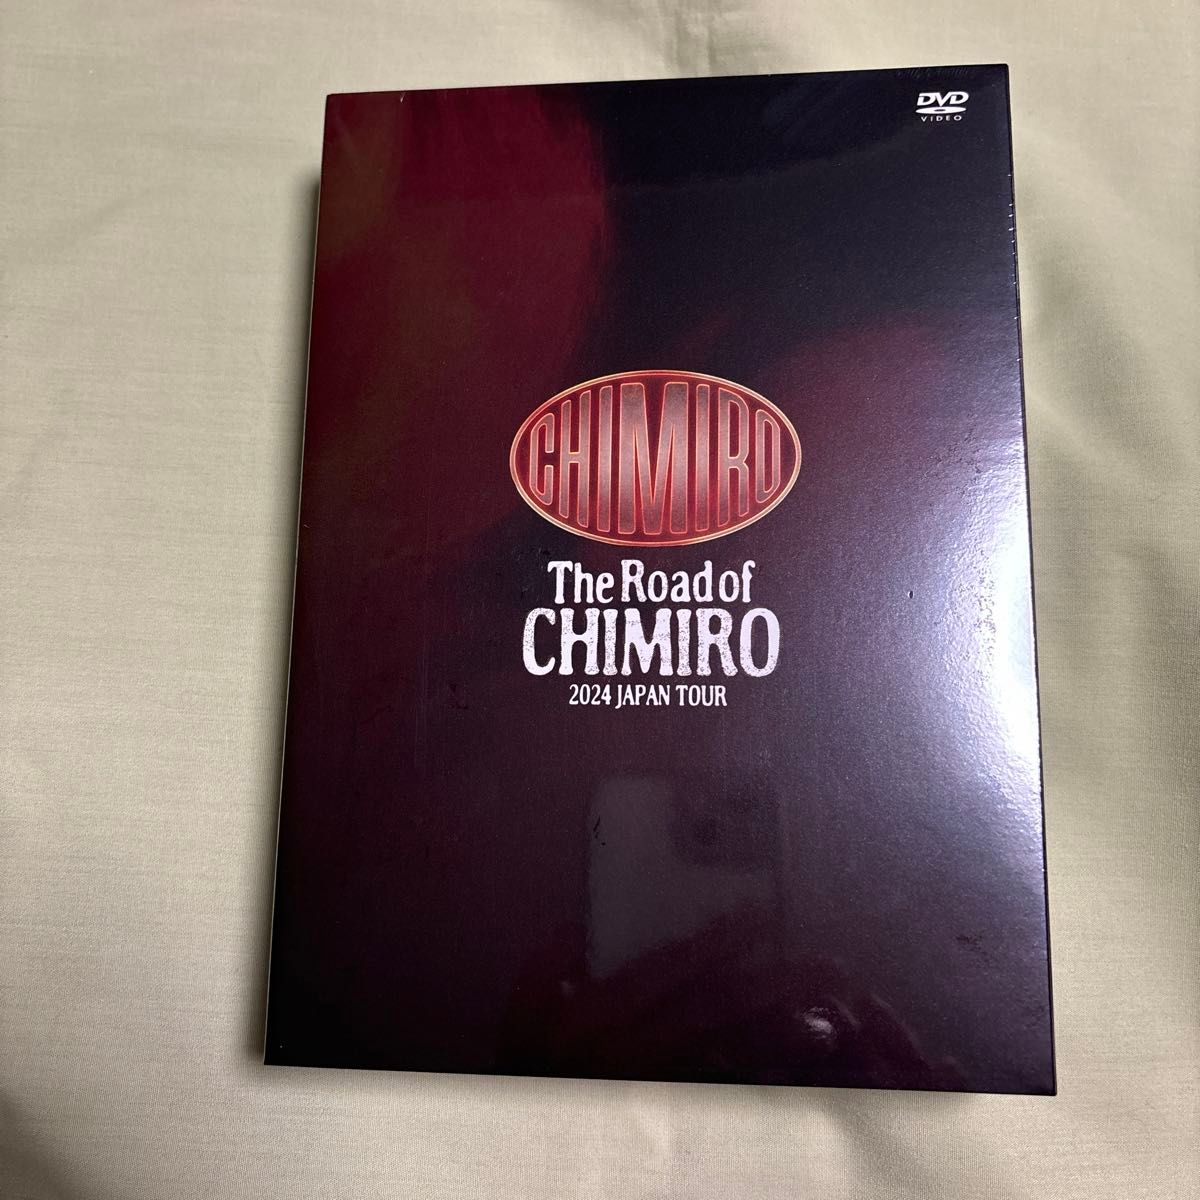 DVD
VIDEO
CHIMIRO
The Road of
CHIMIRO
2024 JAPAN TOUR